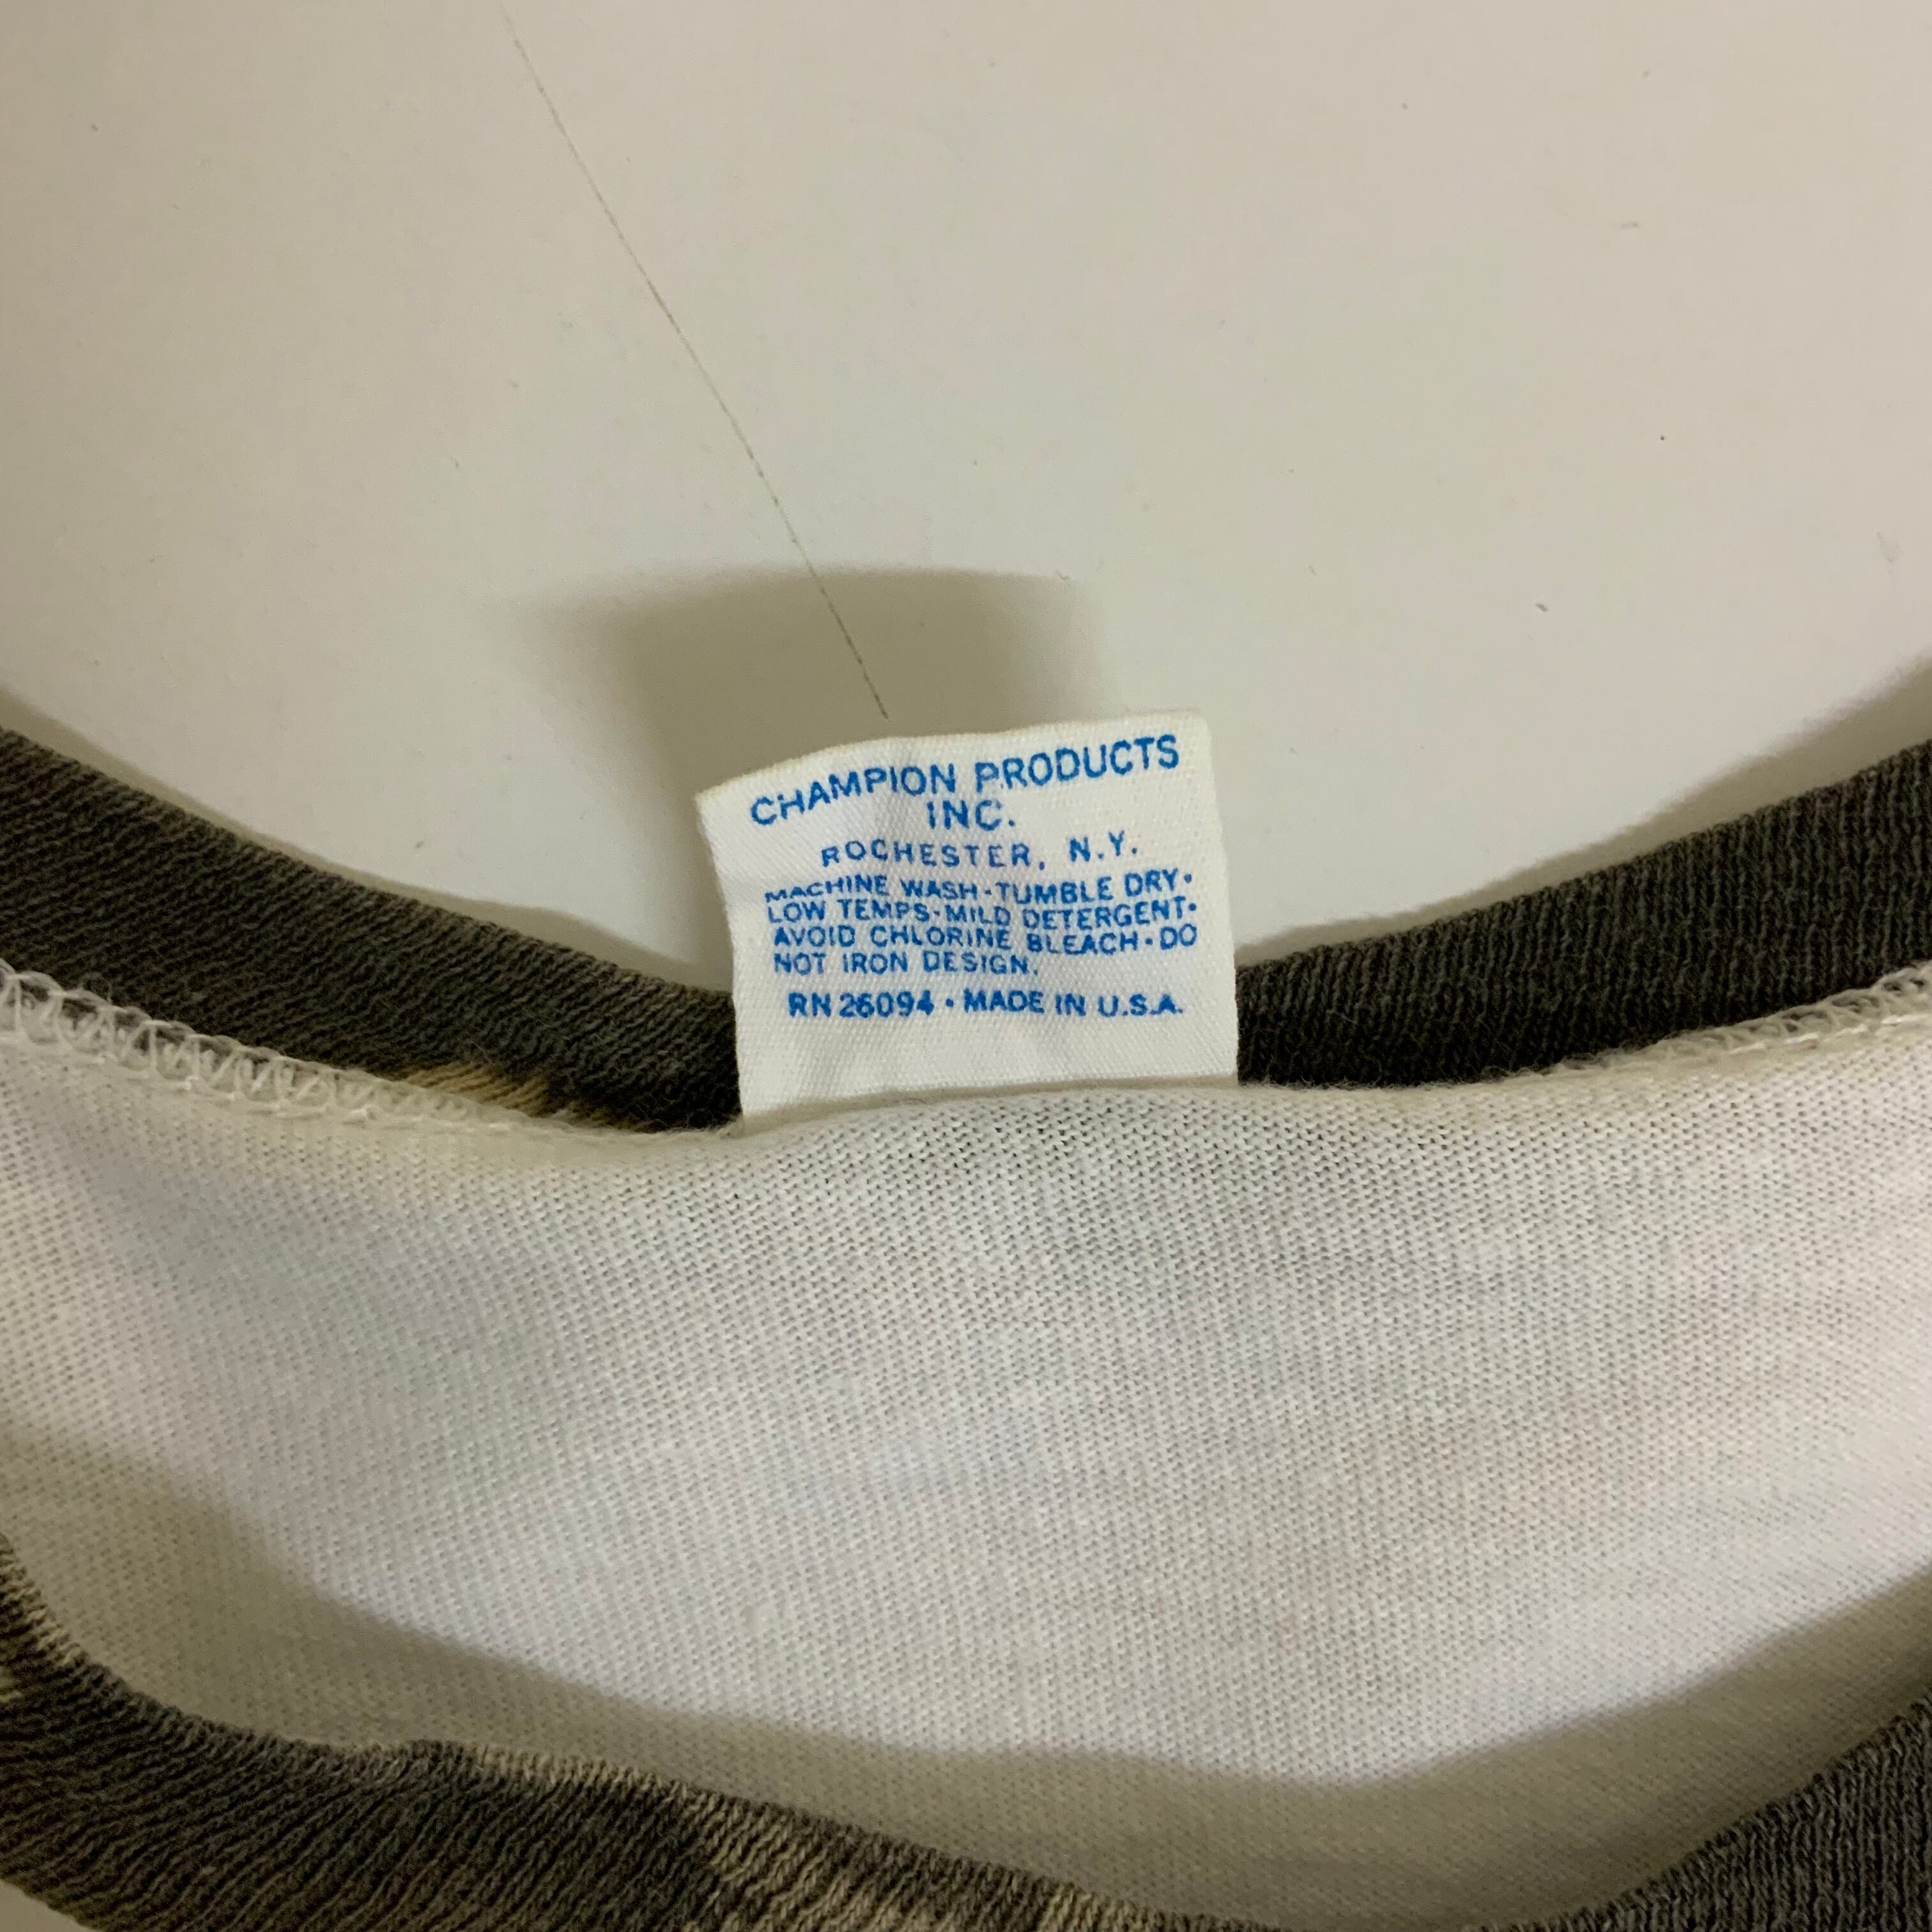 CHAMPION PRODUCTS
INC.
ROCHESTER, N.Y.
MACHINE WASH·TUMBLE DRY·
LOW TEMPS·MILD DETERGENT·
AVOID CHLORINE BLEACH·DO
NOT IRON DESIGN.
RN 26094 · MADE IN U.S.A.